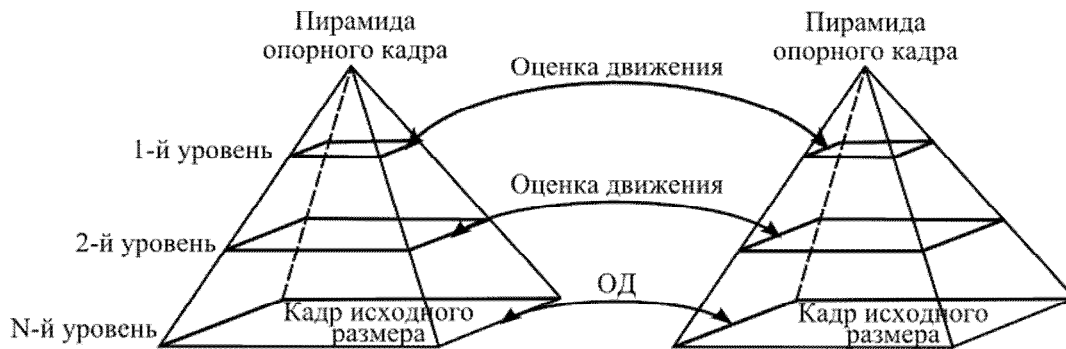 Пирамида
опорного кадра
Пирамида
опорного кадра
Оценка движения
1-й уровень
Оценка движения
2-й уровень
ОД
N-й уровень
Кадр исходного
размера
Кадр исходного
размера